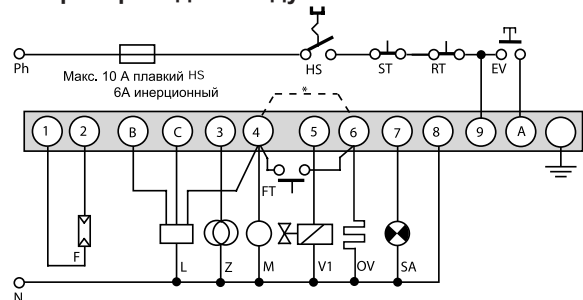 Ph
Макс. 10 А плавкий HS
6А инерционный
HS
ST
RT
EV
*
1 2 B C 3 4 5 6 7 8 9 A
FT
F
L
Z
M
V1
OV
SA
N